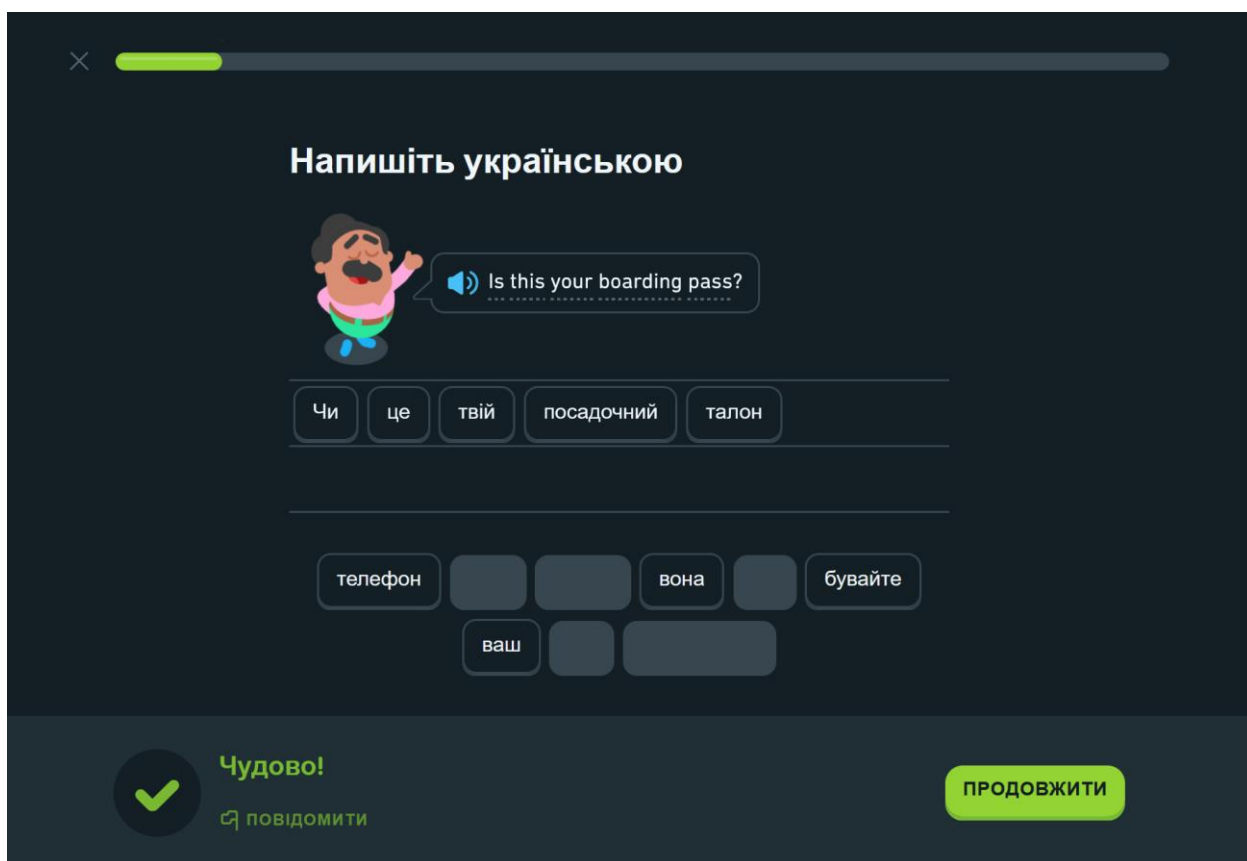 Напишіть українською
Is this your boarding pass?
Чи це твій посадочний талон
телефон вона бувайте
ваш
Чудово!
ПОВІДОМИТИ
ПРОДОВЖИТИ